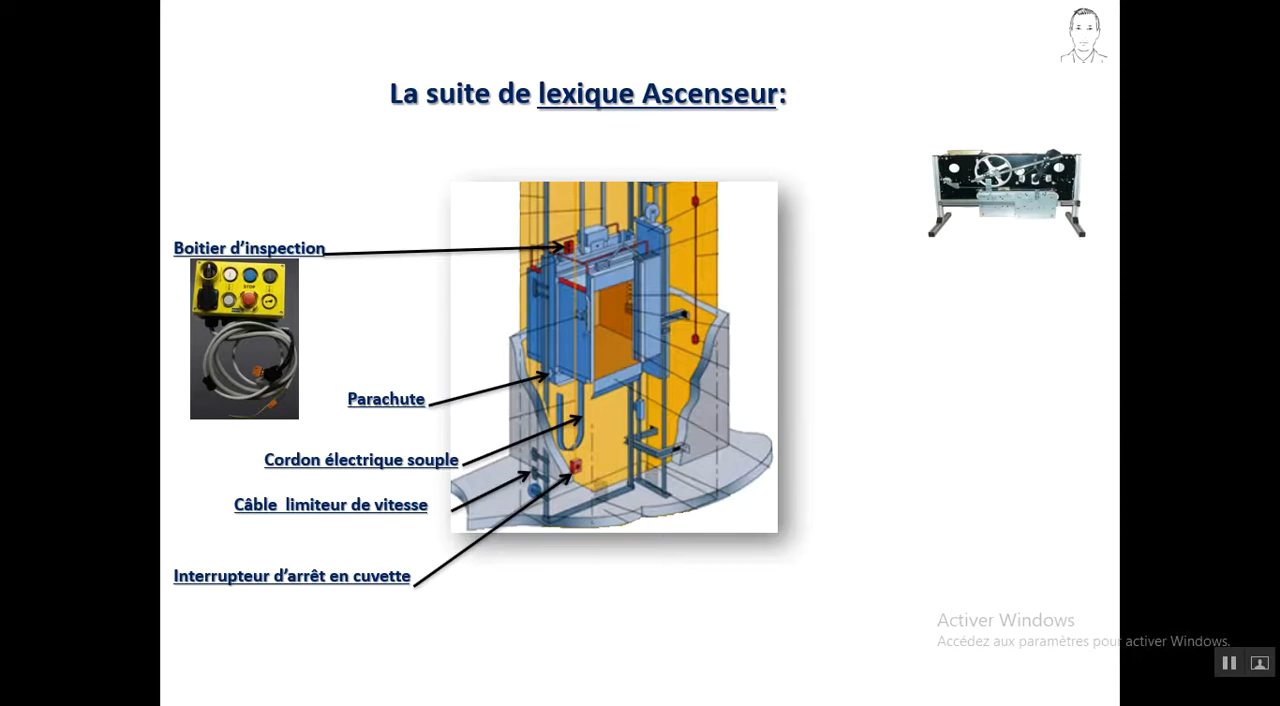 La suite de lexique Ascenseur:
Boitier d’inspection
STOP
Parachute
Cordon électrique souple
Câble limiteur de vitesse
Interrupteur d’arrêt en cuvette
Activer Windows
Accédez aux paramètres pour activer Windows.